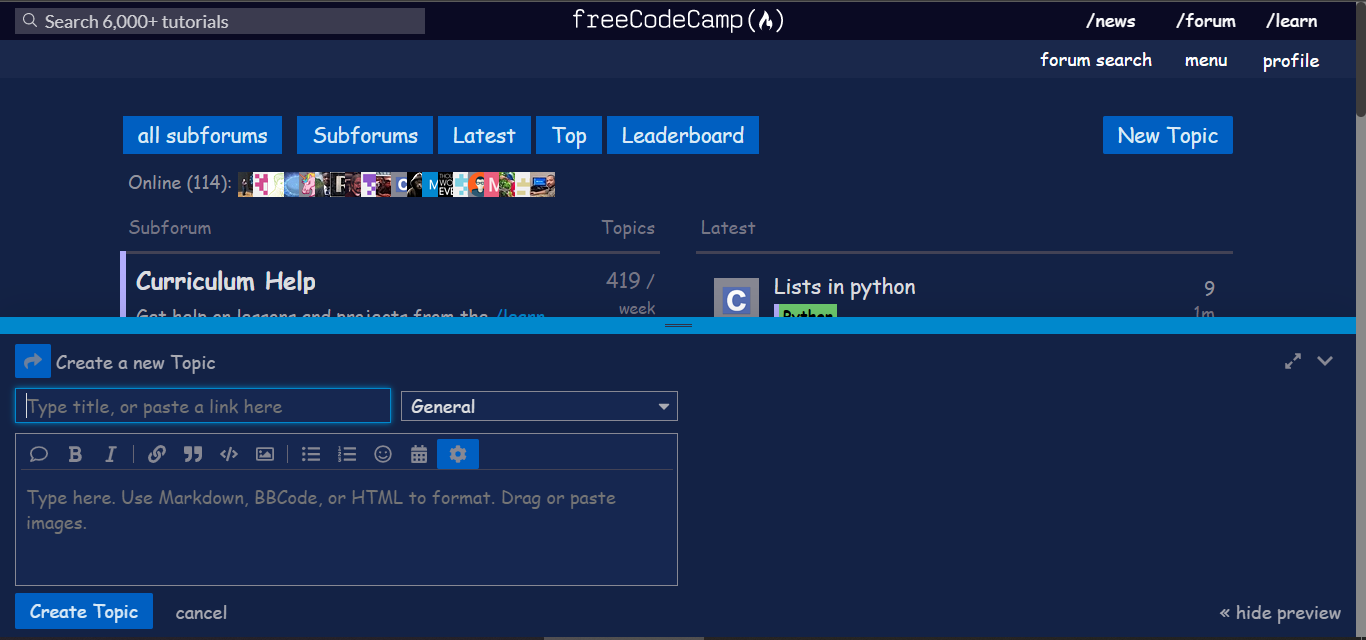 Search 6,000+ tutorials
freeCodeCamp
/news /forum /learn
forum search menu profile
all subforums Subforums Latest Top Leaderboard New Topic
Online (114):
Subforum Topics Latest
Curriculum Help 419 /
week
Get help on lessons and projects from the /learn
Lists in python 9
Python 1m
Create a new Topic
Type title, or paste a link here General
Type here. Use Markdown, BBCode, or HTML to format. Drag or paste
images.
Create Topic cancel « hide preview